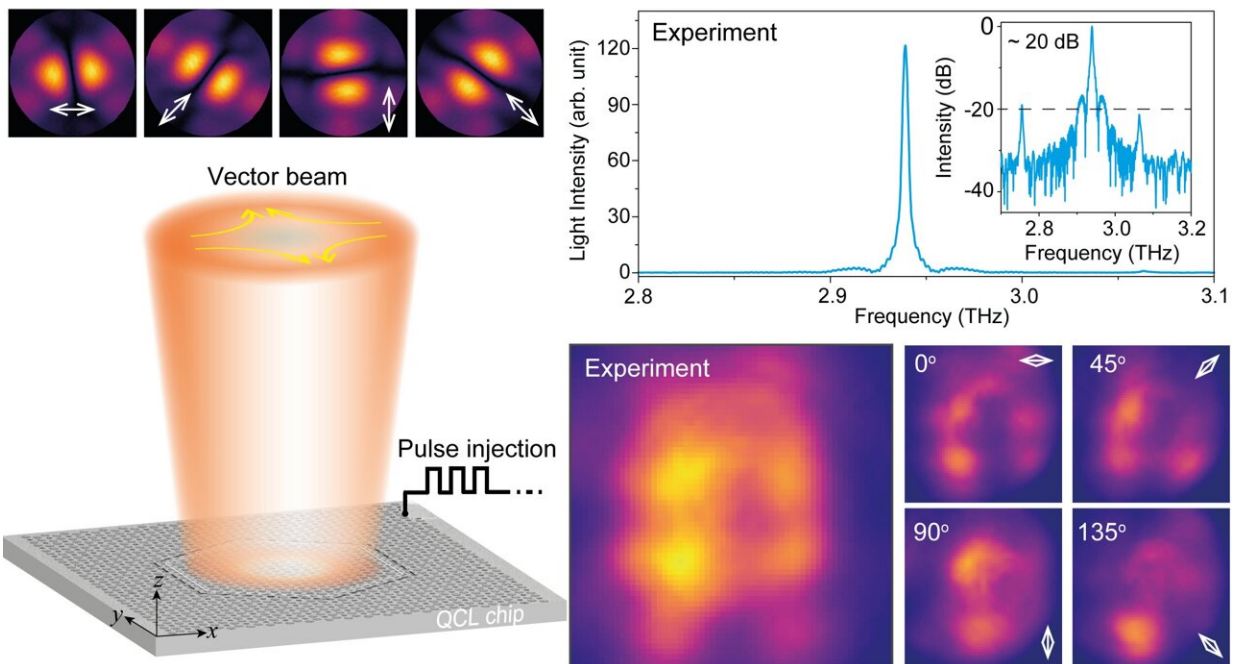 Vector beam
Pulse injection
z
y
x
QCL chip
Experiment
Light Intensity (arb. unit)
120
90
60
30
0
2.8
2.9
3.0
3.1
Frequency (THz)
~ 20 dB
Intensity (dB)
0
-20
-40
2.8
3.0
3.2
Frequency (THz)
Experiment
0°
45°
90°
135°